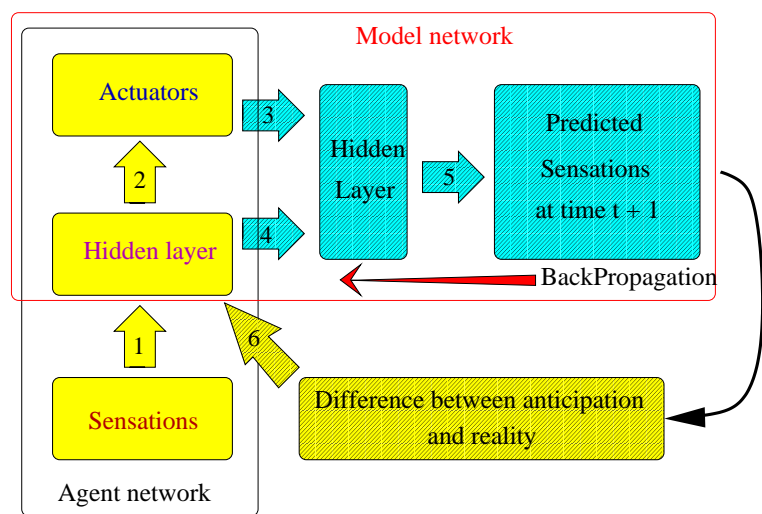 Model network
Actuators
3
Hidden
Layer
Predicted
Sensations
at time t + 1
5
2
4
Hidden layer
BackPropagation
1
6
Sensations
Difference between anticipation
and reality
Agent network